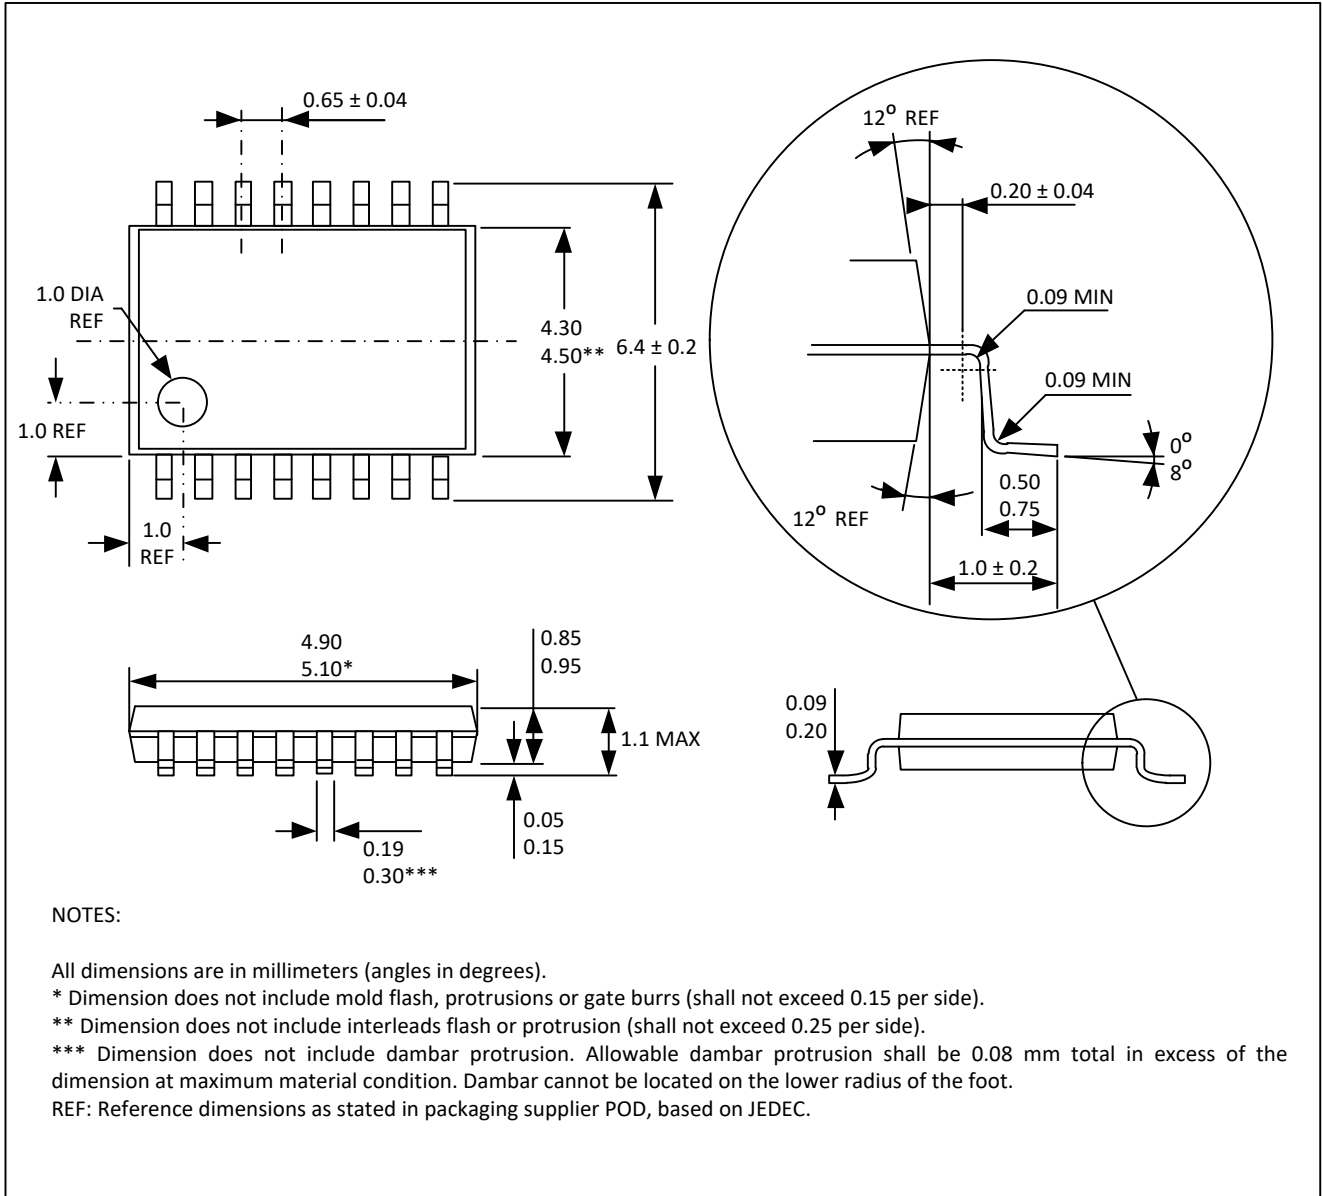 0.65 ± 0.04
12° REF
0.20 ± 0.04
1.0 DIA
REF
0.09 MIN
4.30
4.50**
6.4 ± 0.2
0.09 MIN
1.0 REF
0°
8°
0.50
0.75
12° REF
1.0
REF
1.0 ± 0.2
4.90
5.10*
0.85
0.95
1.1 MAX
0.09
0.20
0.05
0.15
0.19
0.30***
NOTES:
All dimensions are in millimeters (angles in degrees).
* Dimension does not include mold flash, protrusions or gate burrs (shall not exceed 0.15 per side).
** Dimension does not include interleads flash or protrusion (shall not exceed 0.25 per side).
*** Dimension does not include dambar protrusion. Allowable dambar protrusion shall be 0.08 mm total in excess of the
dimension at maximum material condition. Dambar cannot be located on the lower radius of the foot.
REF: Reference dimensions as stated in packaging supplier POD, based on JEDEC.